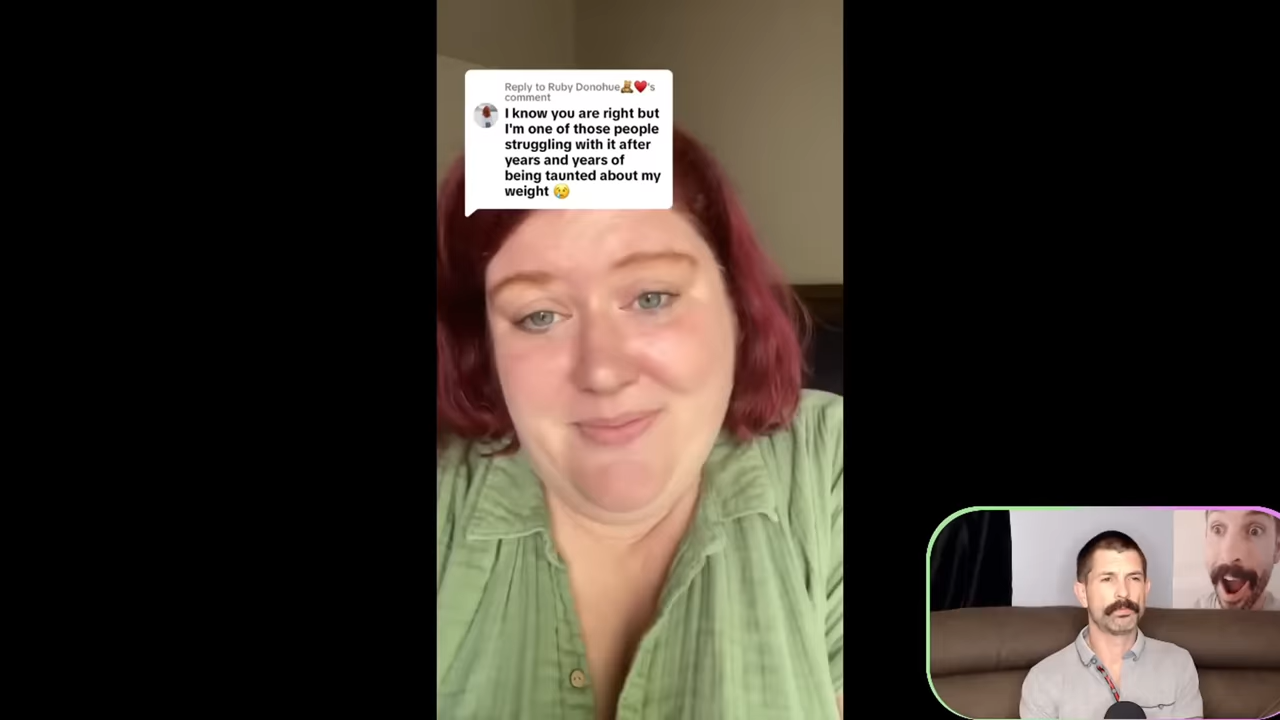 Reply to Ruby Donohue🧸❤️'s
comment
I know you are right but
I'm one of those people
struggling with it after
years and years of
being taunted about my
weight 😢